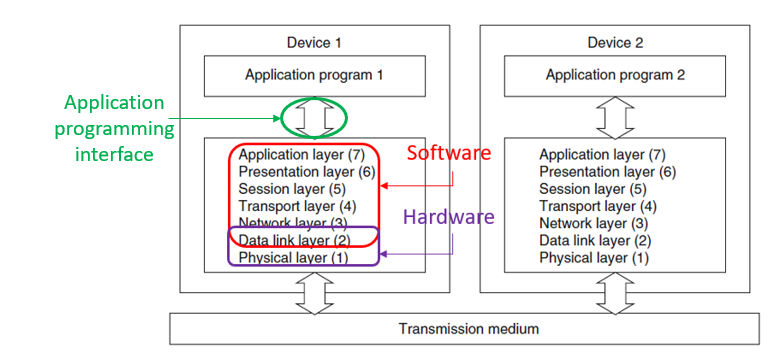 Device 1
Application program 1
Application
programming
interface
Application layer (7)
Presentation layer (6)
Session layer (5)
Transport layer (4)
Network layer (3)
Data link layer (2)
Physical layer (1)
Software
Hardware
Device 2
Application program 2
Application layer (7)
Presentation layer (6)
Session layer (5)
Transport layer (4)
Network layer (3)
Data link layer (2)
Physical layer (1)
Transmission medium